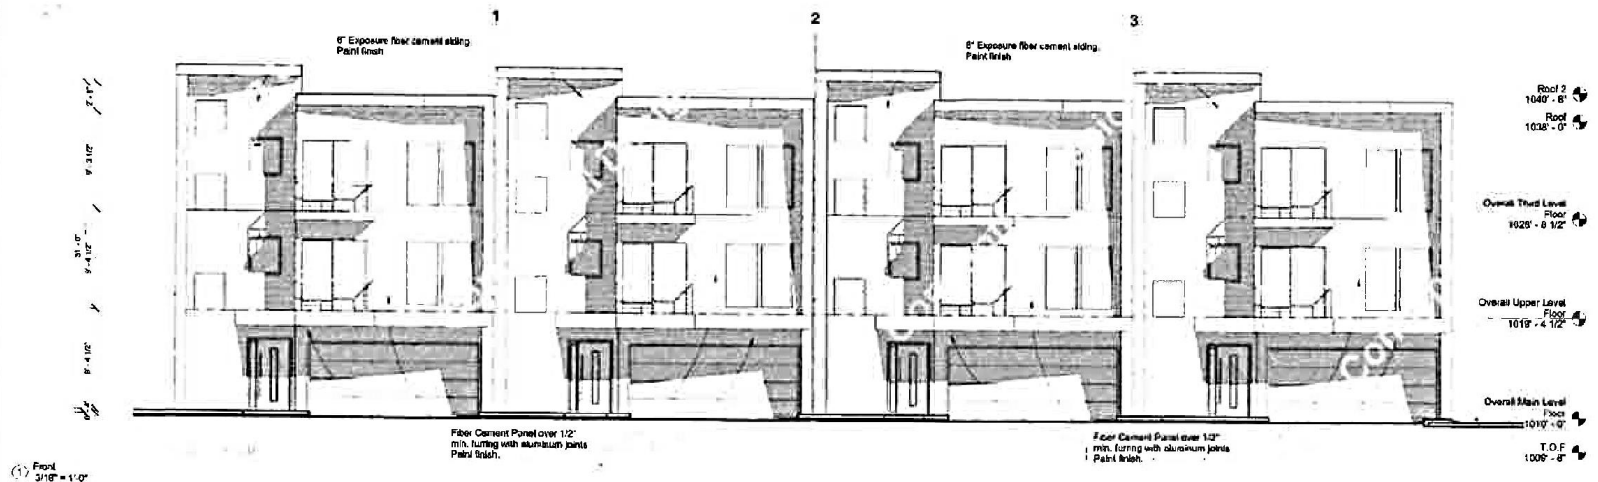 1
2
3
6" Exposure fiber cement siding.
Paint finish
6" Exposure fiber cement siding.
Paint finish
Roof 2
1040' - 8"
Roof
1038' - 0"
Overall Third Level
Floor
1028' - 8 1/2"
Overall Upper Level
Floor
1019' - 4 1/2"
Overall Main Level
Floor
1010' - 0"
T.O.F
1009' - 8"
2' - 8"
9' - 3 1/2"
31' - 0"
9' - 4 1/2"
9' - 4 1/2"
Fiber Cement Panel over 1/2"
min. furring with aluminum joints
Paint finish.
Fiber Cement Panel over 1/2"
min. furring with aluminum joints
Paint finish.
1 Front
3/16" = 1'-0"